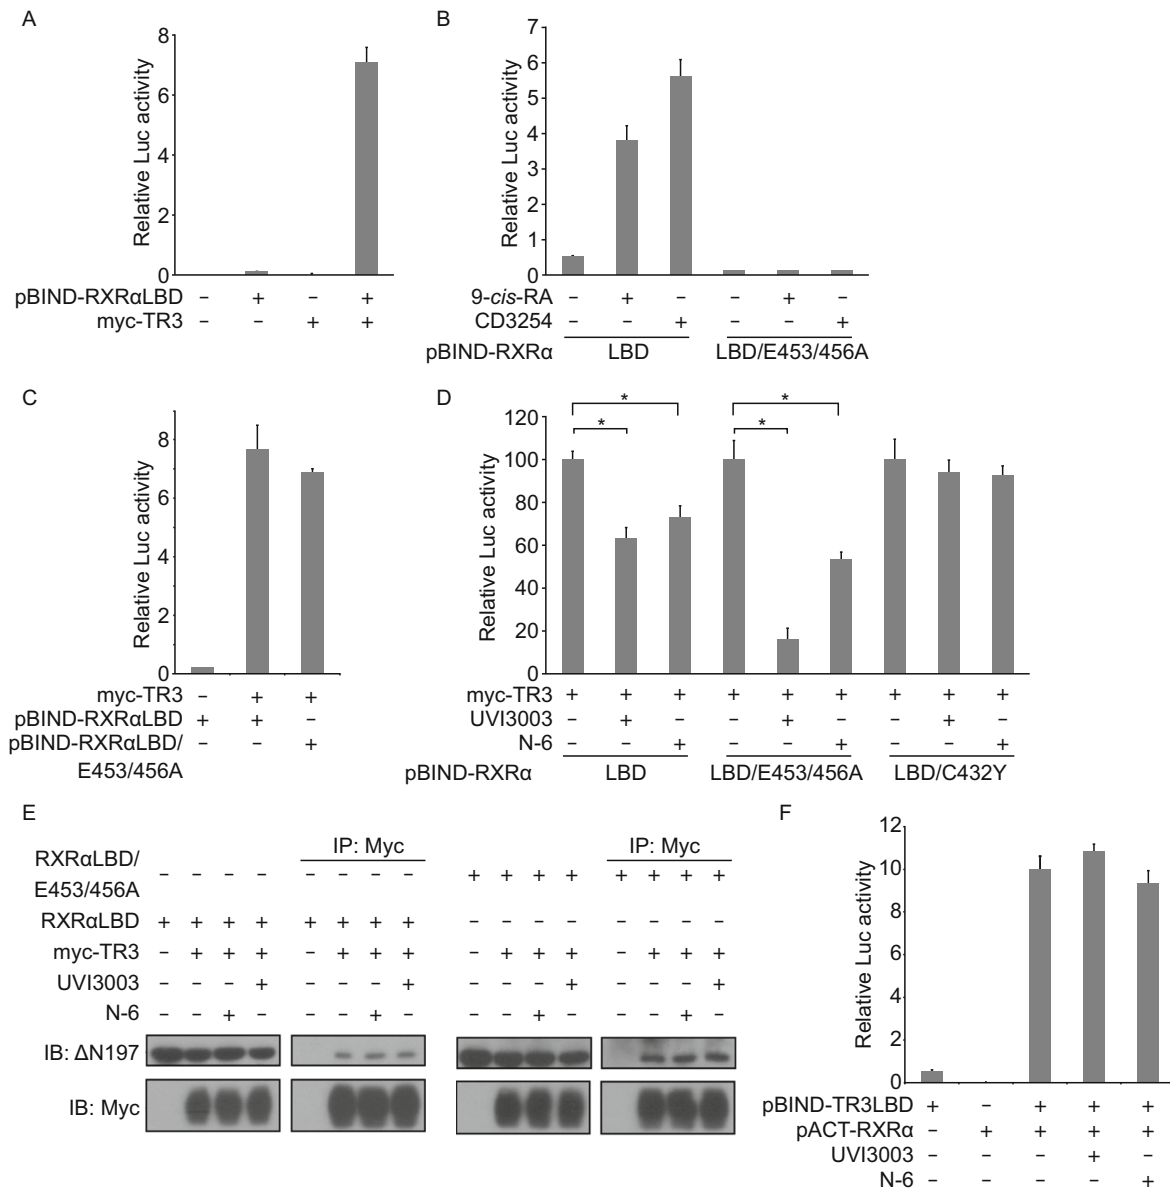 A
Relative Luc activity
8
6
4
2
0
pBIND-RXRαLBD – + – +
myc-TR3 – – + +
B
Relative Luc activity
7
6
5
4
3
2
1
0
9-cis-RA – + – – + –
CD3254 – – + – – +
pBIND-RXRα LBD LBD/E453/456A
C
Relative Luc activity
8
6
4
2
0
myc-TR3 – + +
pBIND-RXRαLBD + + –
pBIND-RXRαLBD/ – – +
E453/456A
D
Relative Luc activity
120
100
80
60
40
20
0
* *
* *
myc-TR3 + + + + + + + + +
UVI3003 – + – – + – – + –
N-6 – – + – – + – – +
pBIND-RXRα LBD LBD/E453/456A LBD/C432Y
E
IP: Myc IP: Myc
RXRαLBD/ – – – – – – – – + + + + + + + +
E453/456A
RXRαLBD + + + + + + + + – – – – – – – –
myc-TR3 – + + + – + + + – + + + – + + +
UVI3003 – – – + – – – + – – – + – – – +
N-6 – – + – – – + – – – + – – – + –
IB: ΔN197
IB: Myc
F
Relative Luc activity
12
10
8
6
4
2
0
pBIND-TR3LBD + – + + +
pACT-RXRα – + + + +
UVI3003 – – – + –
N-6 – – – – +